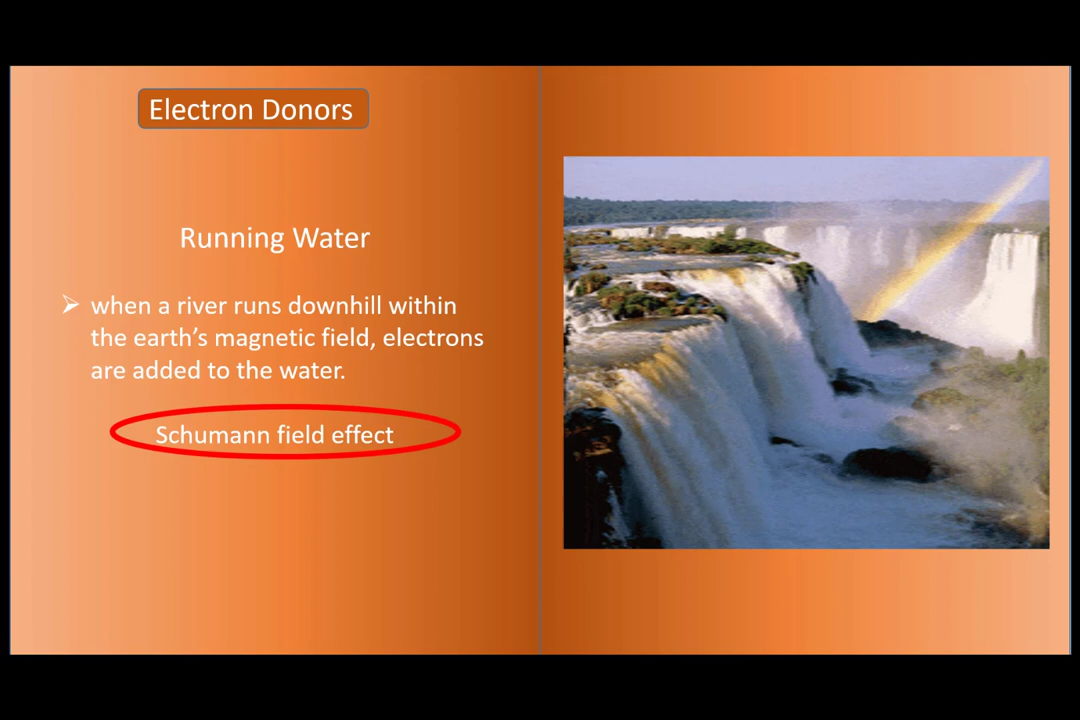 Electron Donors
Running Water
➢ when a river runs downhill within
the earth's magnetic field, electrons
are added to the water.
Schumann field effect